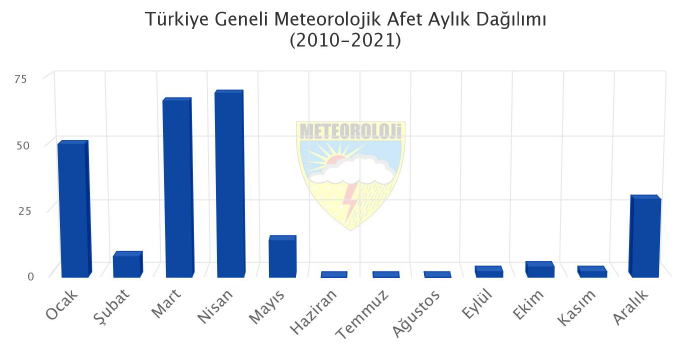 Türkiye Geneli Meteorolojik Afet Aylık Dağılımı
(2010-2021)
75
50
25
0
METEOROLOJİ
Ocak
Şubat
Mart
Nisan
Mayıs
Haziran
Temmuz
Ağustos
Eylül
Ekim
Kasım
Aralık